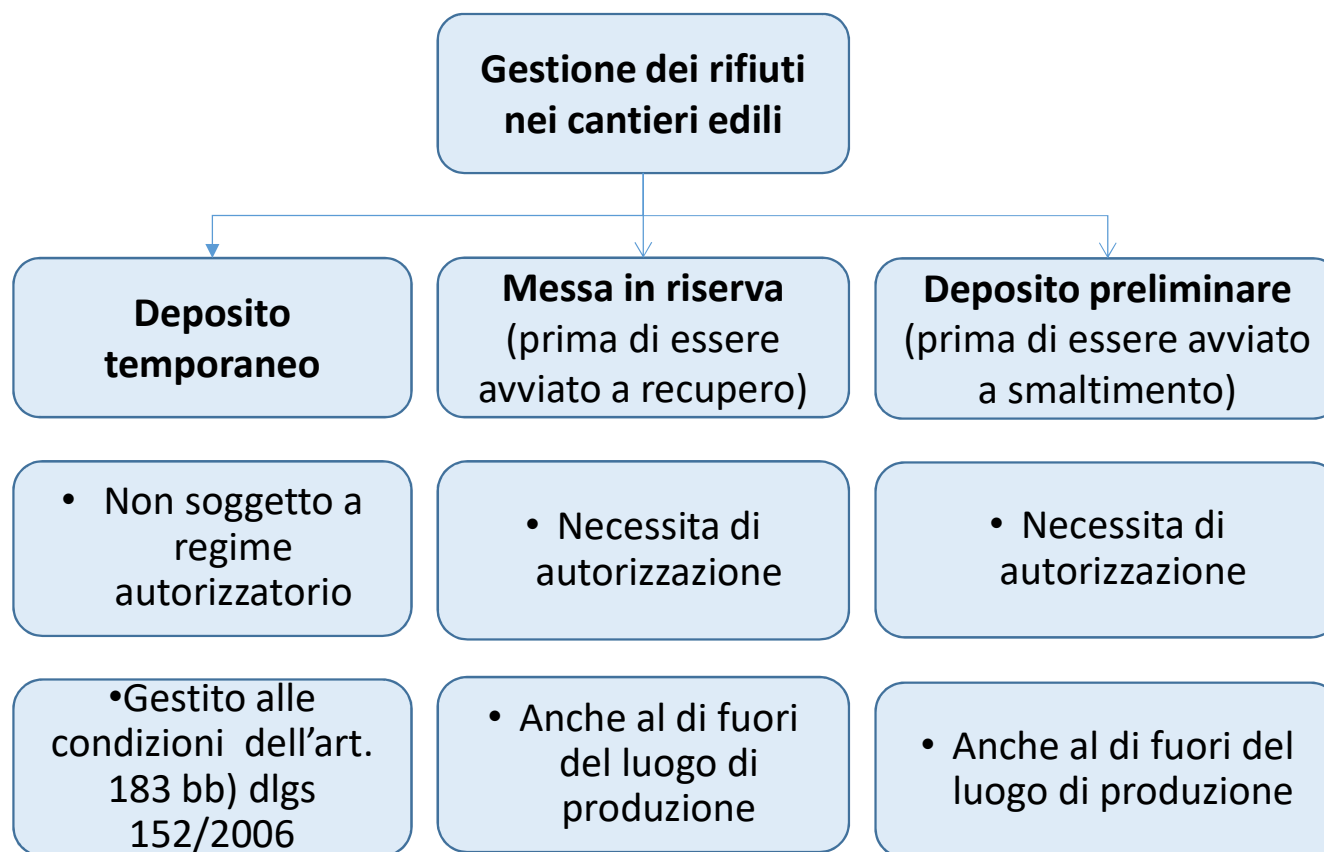 Gestione dei rifiuti
nei cantieri edili
Deposito
temporaneo
Messa in riserva
(prima di essere
avviato a recupero)
Deposito preliminare
(prima di essere avviato
a smaltimento)
• Non soggetto a
regime
autorizzatorio
• Necessita di
autorizzazione
• Necessita di
autorizzazione
•Gestito alle
condizioni dell’art.
183 bb) dlgs
152/2006
• Anche al di fuori
del luogo di
produzione
• Anche al di fuori del
luogo di produzione